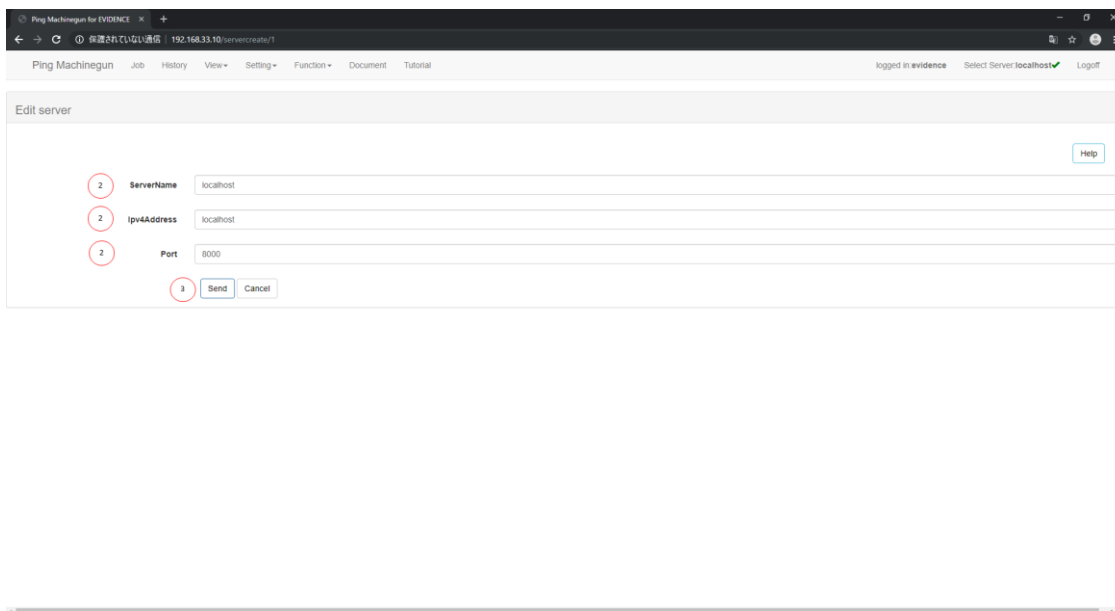 Ping Machinegun for EVIDENCE
保護されていない通信 192.168.33.10/servercreate/1
Ping Machinegun Job History View Setting Function Document Tutorial logged in:evidence Select Server:localhost✔ Logoff
Edit server
Help
2 ServerName localhost
2 Ipv4Address localhost
2 Port 8000
3 Send Cancel